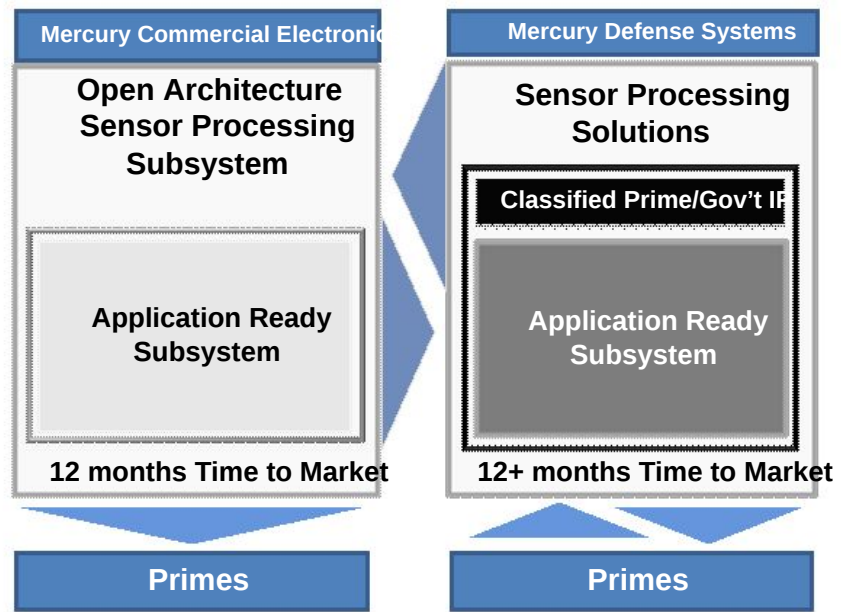 Mercury Commercial Electronic
Open Architecture
Sensor Processing
Subsystem
Application Ready
Subsystem
12 months Time to Market
Primes
Mercury Defense Systems
Sensor Processing
Solutions
Classified Prime/Gov’t IP
Application Ready
Subsystem
12+ months Time to Market
Primes